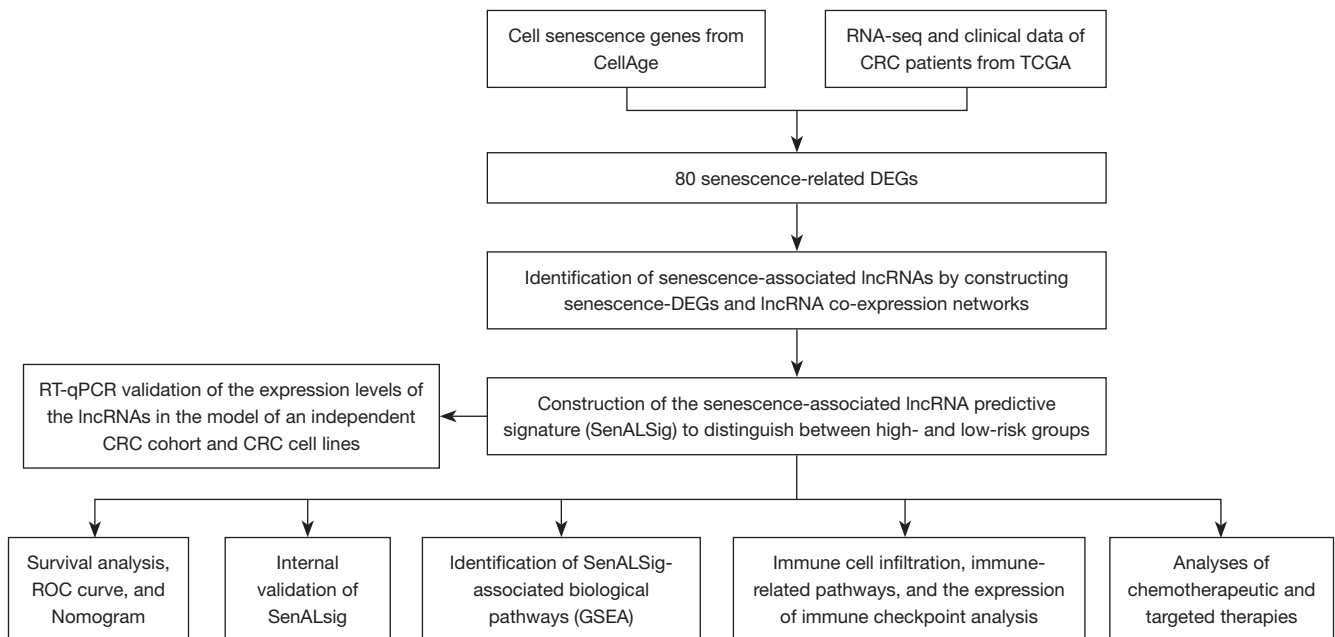 Cell senescence genes from
CellAge
RNA-seq and clinical data of
CRC patients from TCGA
80 senescence-related DEGs
Identification of senescence-associated lncRNAs by constructing
senescence-DEGs and lncRNA co-expression networks
RT-qPCR validation of the expression levels of
the lncRNAs in the model of an independent
CRC cohort and CRC cell lines
Construction of the senescence-associated lncRNA predictive
signature (SenALSig) to distinguish between high- and low-risk groups
Survival analysis,
ROC curve, and
Nomogram
Internal
validation of
SenALsig
Identification of SenALSig-
associated biological
pathways (GSEA)
Immune cell infiltration, immune-
related pathways, and the expression
of immune checkpoint analysis
Analyses of
chemotherapeutic and
targeted therapies